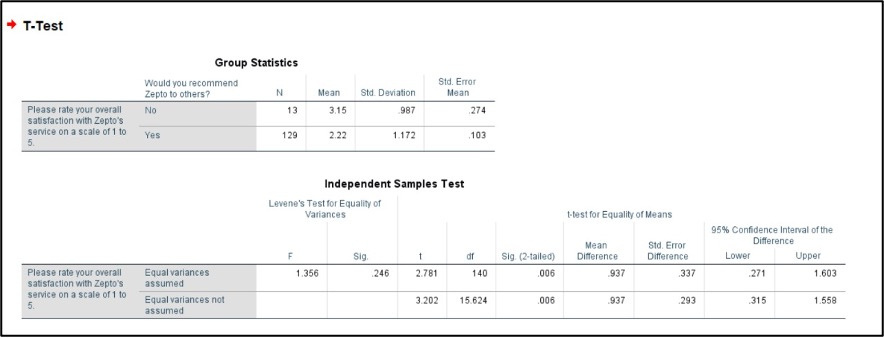 T-Test
Group Statistics
Would you recommend Zepto to others? N Mean Std. Deviation Std. Error Mean
Please rate your overall satisfaction with Zepto's service on a scale of 1 to 5. No 13 3.15 .987 .274
Yes 129 2.22 1.172 .103
Independent Samples Test
Levene's Test for Equality of Variances t-test for Equality of Means
95% Confidence Interval of the Difference
F Sig. t df Sig. (2-tailed) Mean Difference Std. Error Difference Lower Upper
Please rate your overall satisfaction with Zepto's service on a scale of 1 to 5. Equal variances assumed 1.356 .246 2.781 140 .006 .937 .337 .271 1.603
Equal variances not assumed 3.202 15.624 .006 .937 .293 .315 1.558